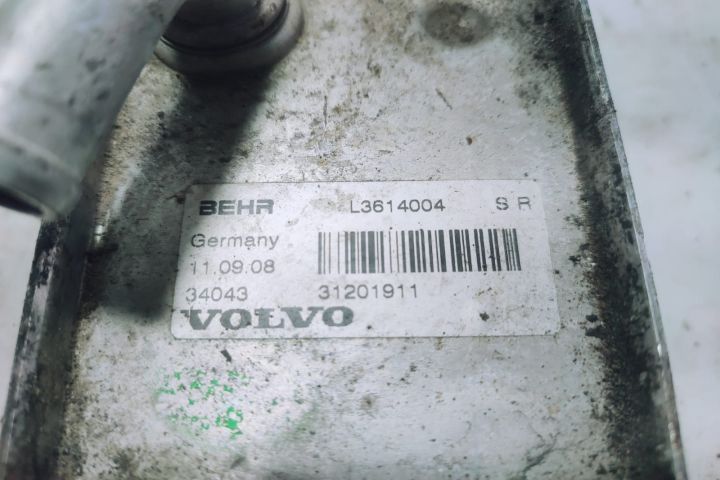 BEHR L3614004 S R
Germany
11.09.08
34043 31201911
VOLVO